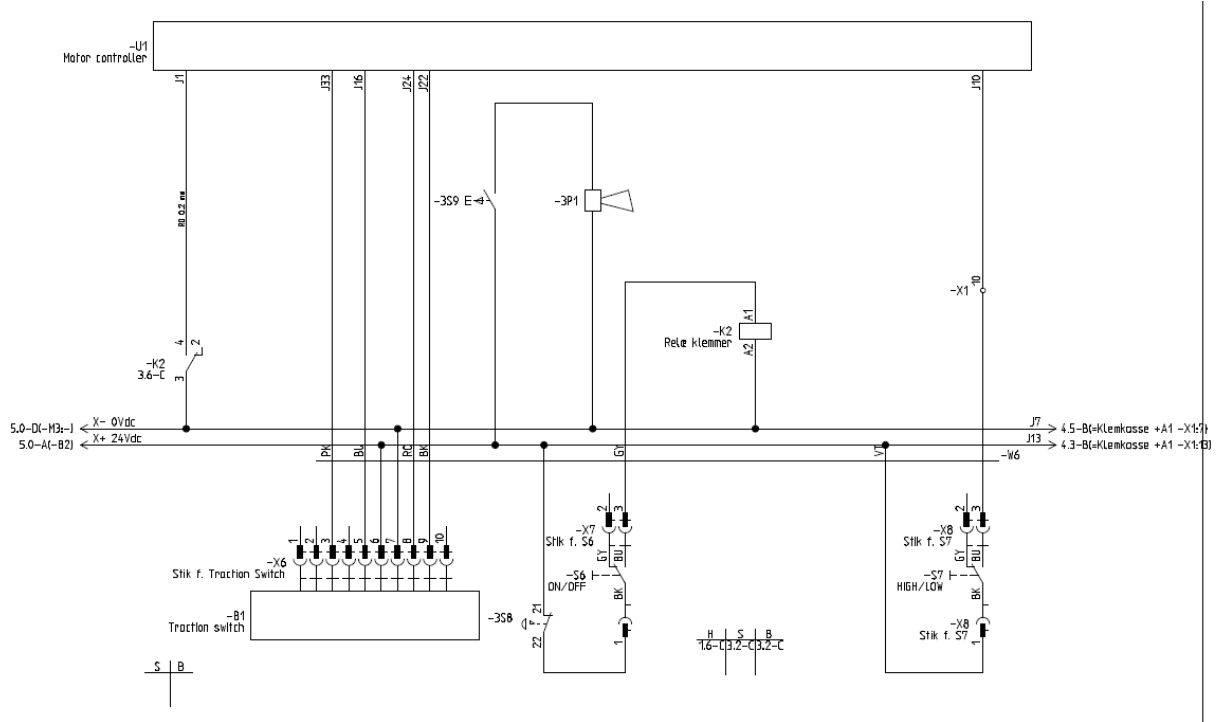 -U1
Motor controller
J1
J33
J16
J24
J22
J10
RD 0.2 mm
-3S9
-3P1
10
-X1
A1
-K2
Relæ klemmer
A2
4
2
-K2
3.6-C
3
5.0-D(-M3:-)
X- 0Vdc
J7
4.5-B(=Klemkasse +A1 -X1:7)
5.0-A(-B2)
X+ 24Vdc
J13
4.3-B(=Klemkasse +A1 -X1:13)
PK
BU
RD
BK
GY
VT
-W6
1
2
3
4
5
6
7
8
9
10
-X6
Stik f. Traction Switch
2
3
-X7
Stik f. S6
GY
BU
2
3
-X8
Stik f. S7
GY
BU
-S6
ON/OFF
BK
-S7
HIGH/LOW
BK
-B1
Traction switch
-3S8
21
22
1
H S B
1.6-C 3.2-C 3.2-C
-X8
Stik f. S7
1
S B